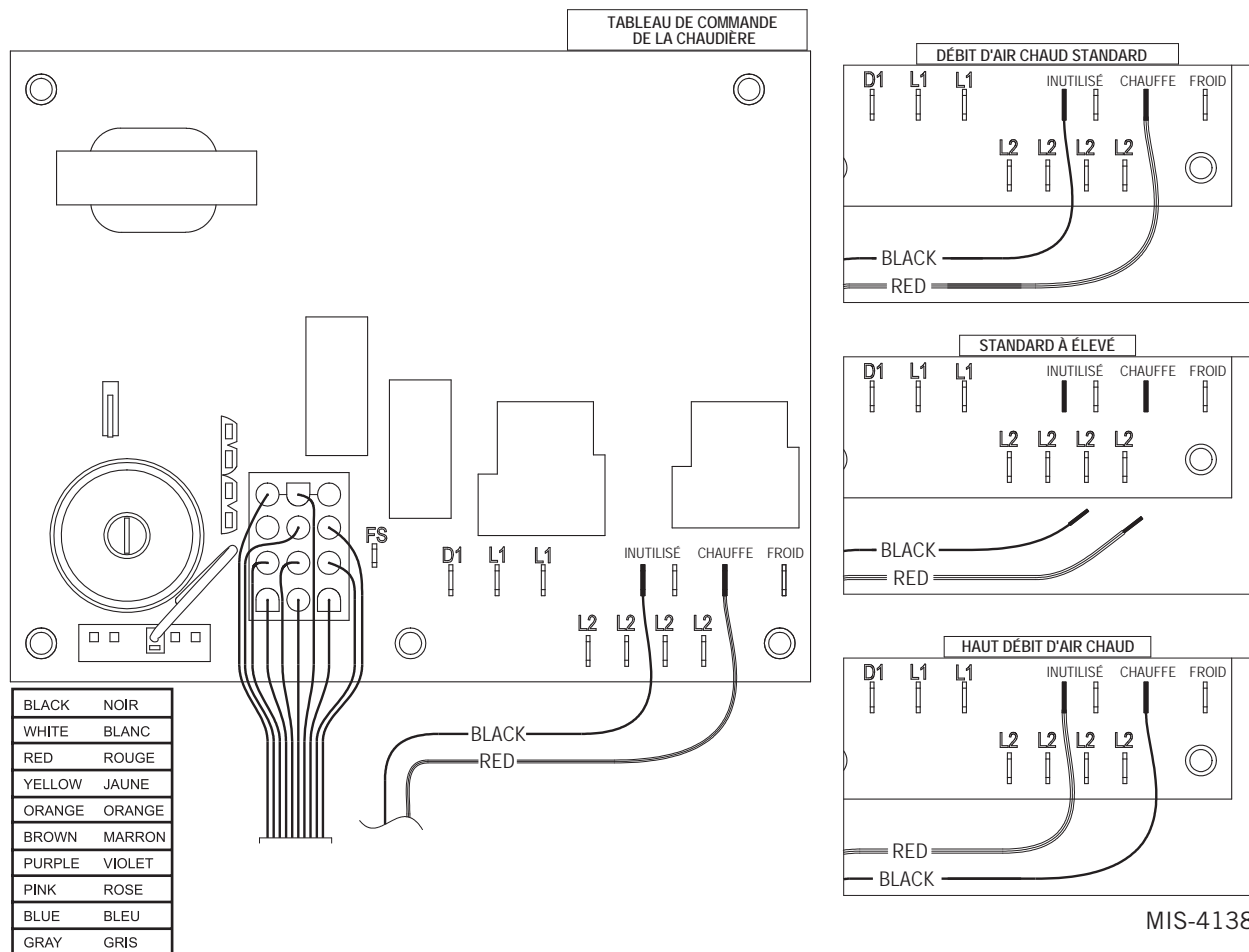 TABLEAU DE COMMANDE
DE LA CHAUDIÈRE
FS
D1 L1 L1 INUTILISÉ CHAUFFE FROID
L2 L2 L2 L2
BLACK
RED
BLACK NOIR
WHITE BLANC
RED ROUGE
YELLOW JAUNE
ORANGE ORANGE
BROWN MARRON
PURPLE VIOLET
PINK ROSE
BLUE BLEU
GRAY GRIS
DÉBIT D'AIR CHAUD STANDARD
D1 L1 L1 INUTILISÉ CHAUFFE FROID
L2 L2 L2 L2
BLACK
RED
STANDARD À ÉLEVÉ
D1 L1 L1 INUTILISÉ CHAUFFE FROID
L2 L2 L2 L2
BLACK
RED
HAUT DÉBIT D'AIR CHAUD
D1 L1 L1 INUTILISÉ CHAUFFE FROID
L2 L2 L2 L2
RED
BLACK
MIS-4138